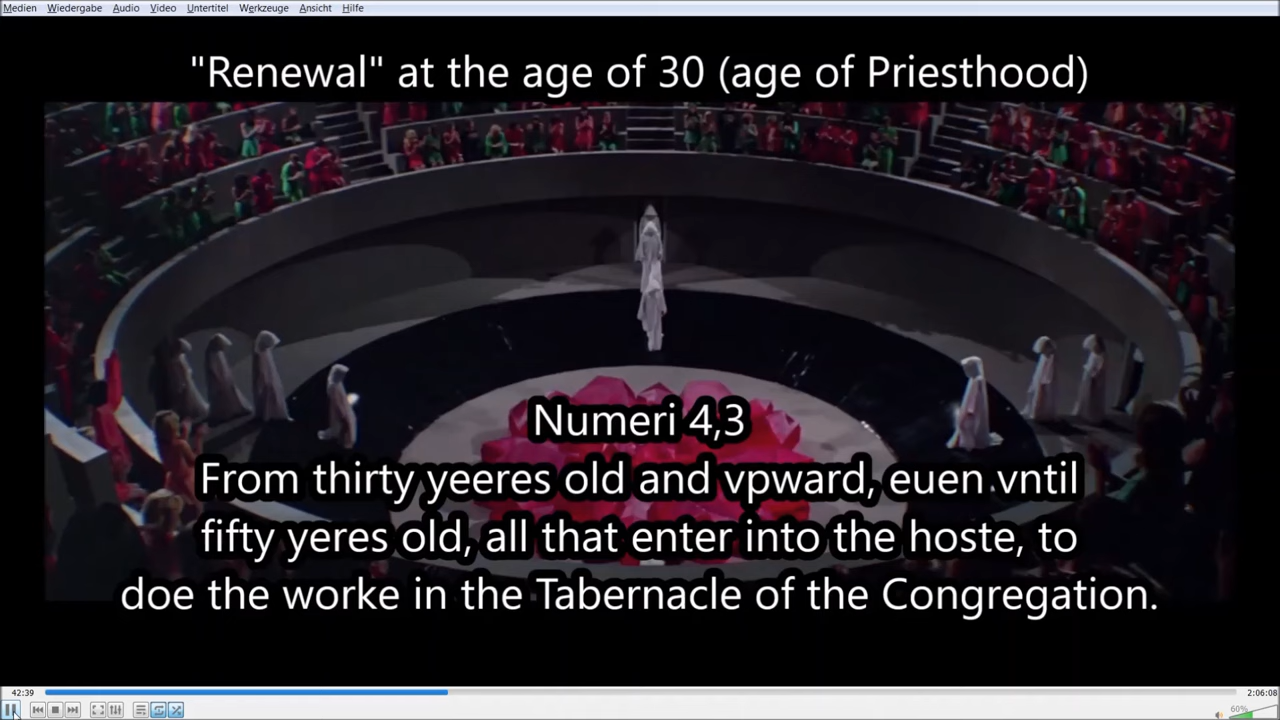 Medien Wiedergabe Audio Video Untertitel Werkzeuge Ansicht Hilfe
"Renewal" at the age of 30 (age of Priesthood)
Numeri 4,3
From thirty yeeres old and vpward, euen vntil
fifty yeres old, all that enter into the hoste, to
doe the worke in the Tabernacle of the Congregation.
42:39 2:06:08
60%